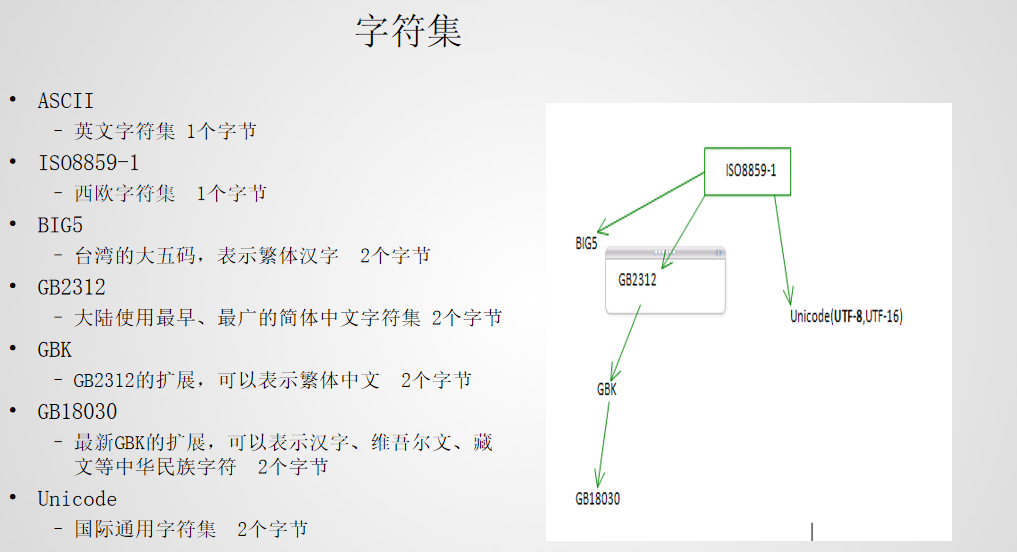 字符集
• ASCII
– 英文字符集 1个字节
• ISO8859-1
– 西欧字符集 1个字节
• BIG5
– 台湾的大五码，表示繁体汉字 2个字节
• GB2312
– 大陆使用最早、最广的简体中文字符集 2个字节
• GBK
– GB2312的扩展，可以表示繁体中文 2个字节
• GB18030
– 最新GBK的扩展，可以表示汉字、维吾尔文、藏
文等中华民族字符 2个字节
• Unicode
– 国际通用字符集 2个字节
ISO8859-1
BIG5
GB2312
Unicode(UTF-8,UTF-16)
GBK
GB18030